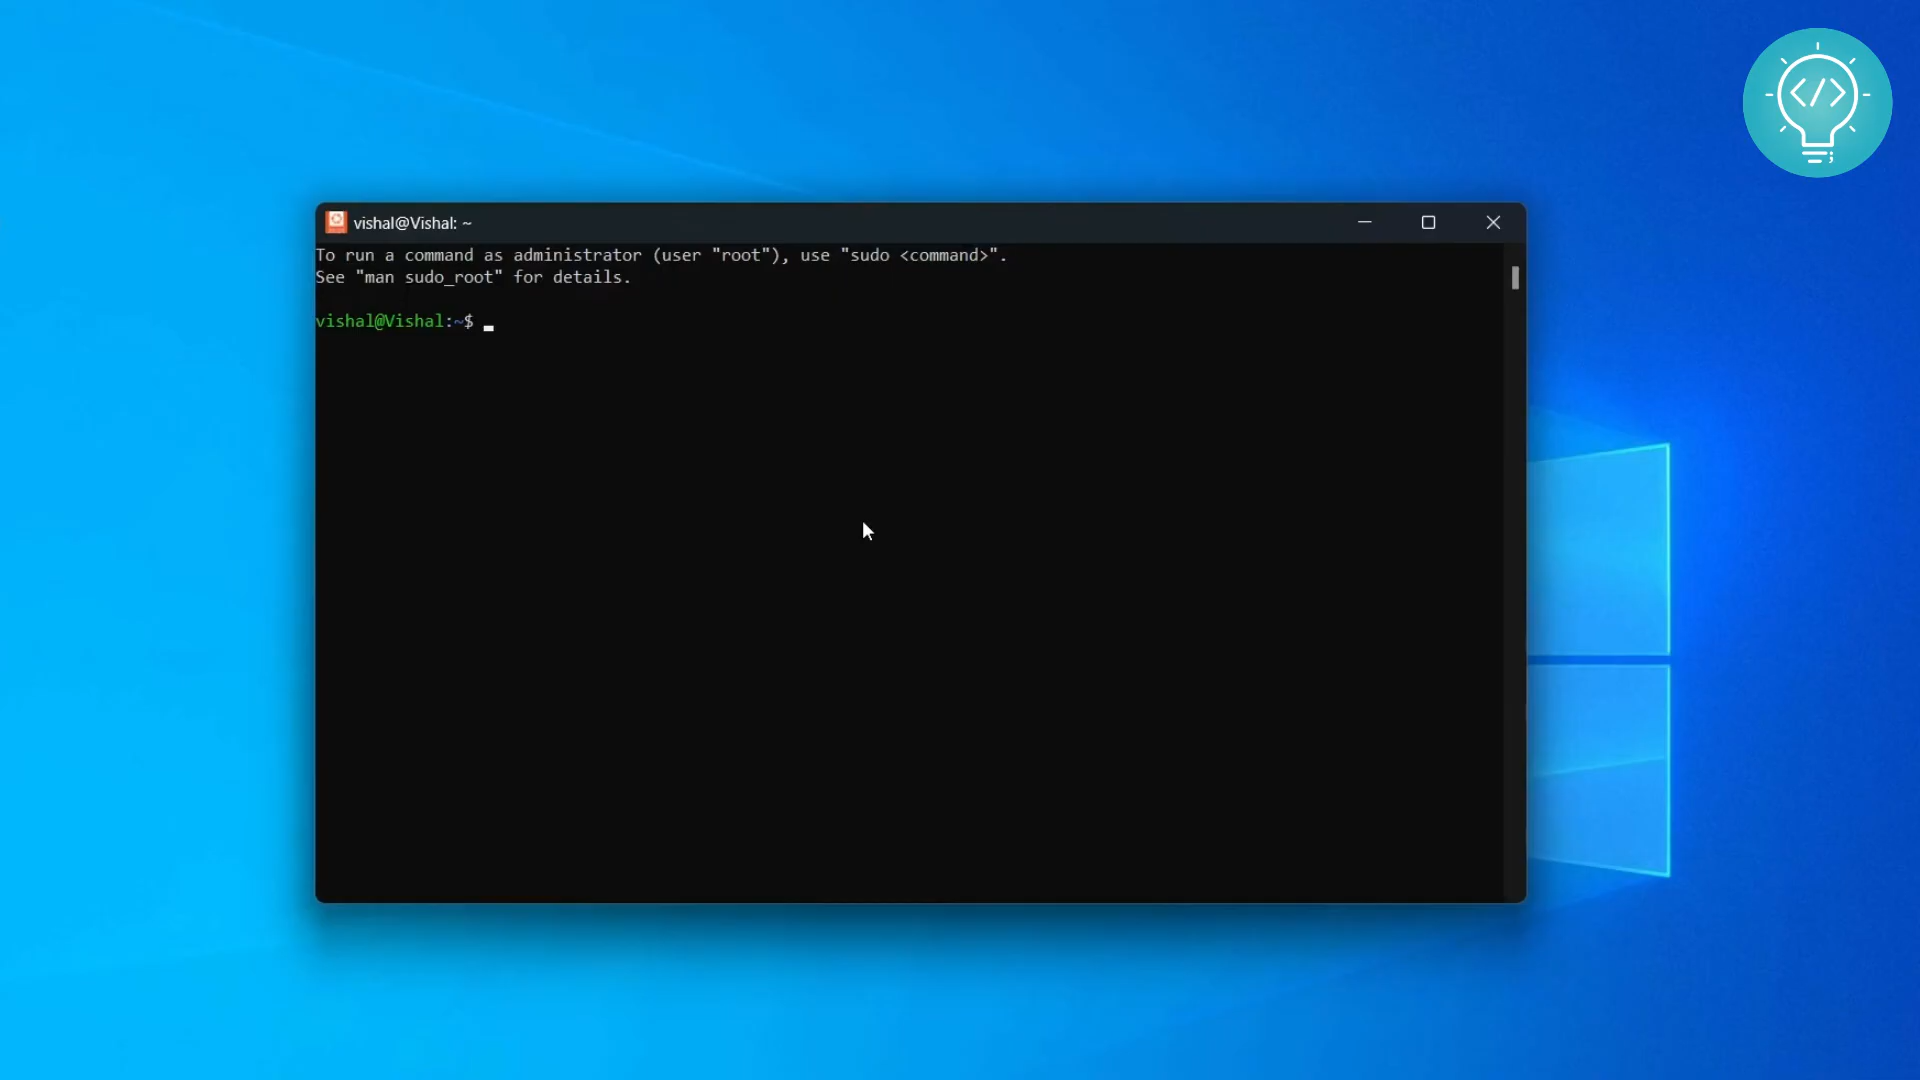 vishal@Vishal: ~
To run a command as administrator (user "root"), use "sudo <command>".
See "man sudo_root" for details.
vishal@Vishal:~$